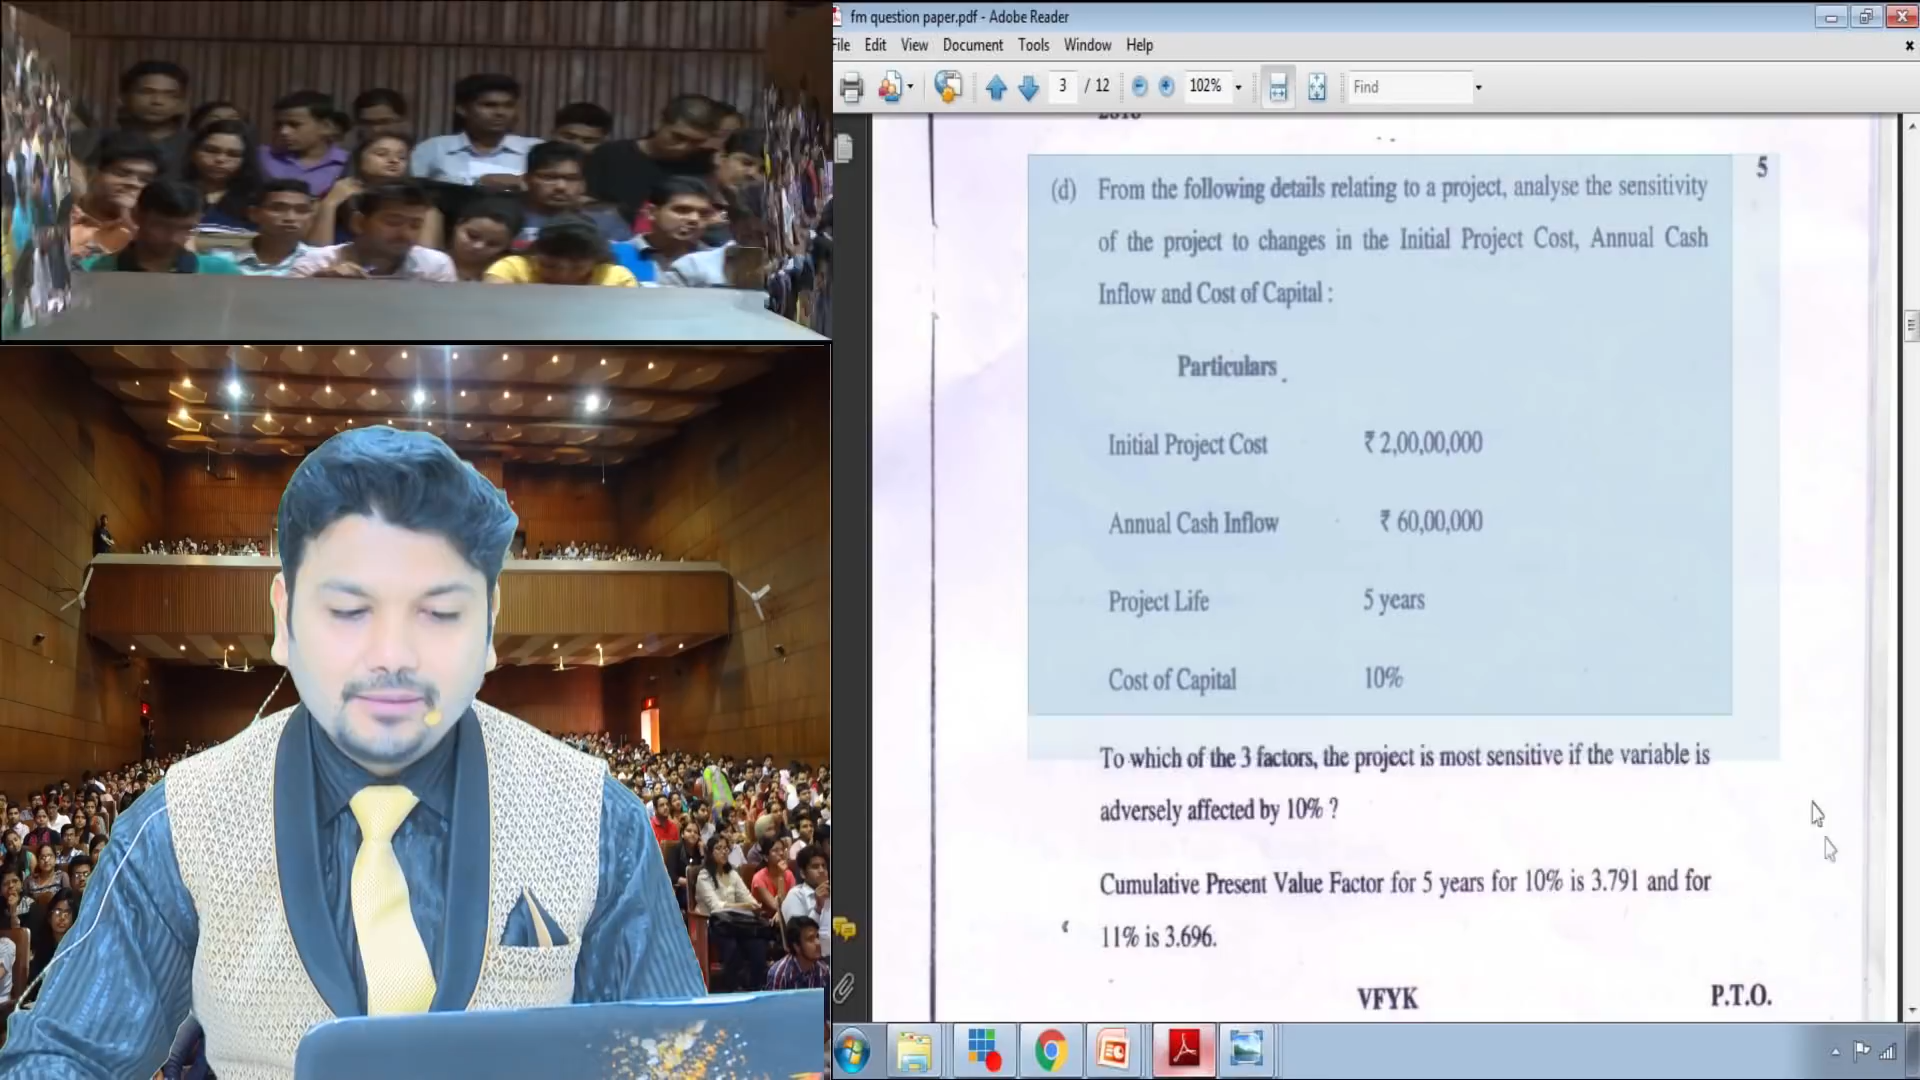 fm question paper.pdf - Adobe Reader
File Edit View Document Tools Window Help
3 / 12 102% Find
2018
5
(d) From the following details relating to a project, analyse the sensitivity
of the project to changes in the Initial Project Cost, Annual Cash
Inflow and Cost of Capital :
Particulars
Initial Project Cost ₹ 2,00,00,000
Annual Cash Inflow ₹ 60,00,000
Project Life 5 years
Cost of Capital 10%
To which of the 3 factors, the project is most sensitive if the variable is
adversely affected by 10% ?
Cumulative Present Value Factor for 5 years for 10% is 3.791 and for
11% is 3.696.
VFYK P.T.O.